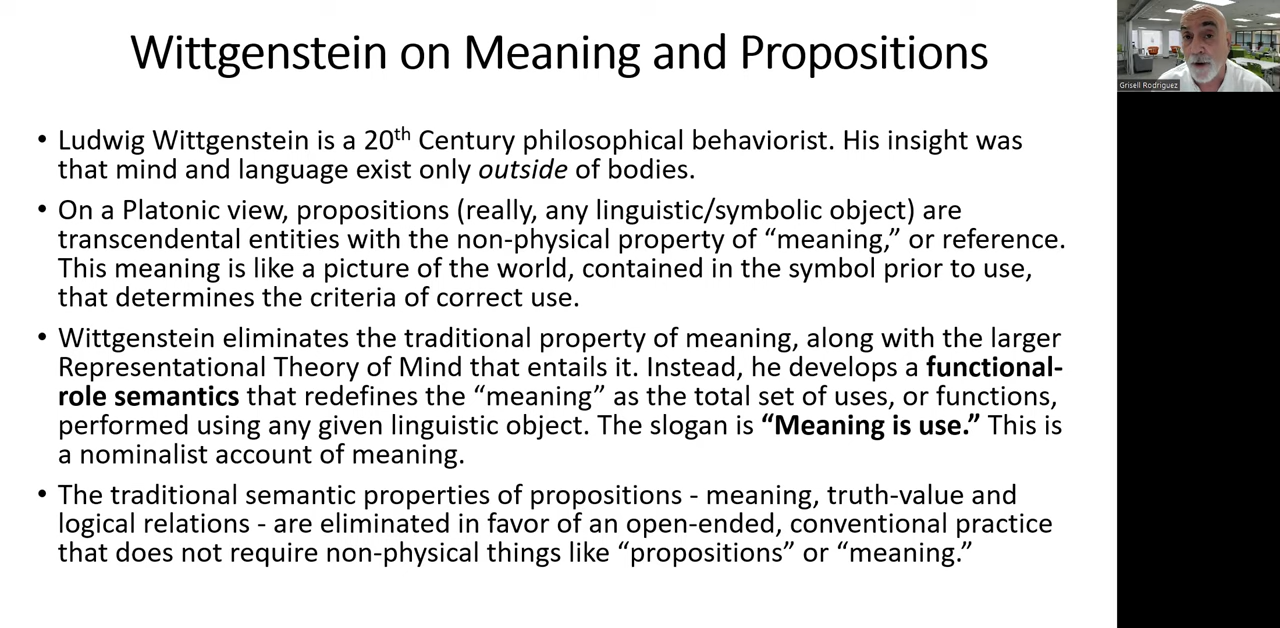 Wittgenstein on Meaning and Propositions
Grisell Rodriguez
• Ludwig Wittgenstein is a 20th Century philosophical behaviorist. His insight was
that mind and language exist only outside of bodies.
• On a Platonic view, propositions (really, any linguistic/symbolic object) are
transcendental entities with the non-physical property of “meaning,” or reference.
This meaning is like a picture of the world, contained in the symbol prior to use,
that determines the criteria of correct use.
• Wittgenstein eliminates the traditional property of meaning, along with the larger
Representational Theory of Mind that entails it. Instead, he develops a functional-
role semantics that redefines the “meaning” as the total set of uses, or functions,
performed using any given linguistic object. The slogan is “Meaning is use.” This is
a nominalist account of meaning.
• The traditional semantic properties of propositions - meaning, truth-value and
logical relations - are eliminated in favor of an open-ended, conventional practice
that does not require non-physical things like “propositions” or “meaning.”